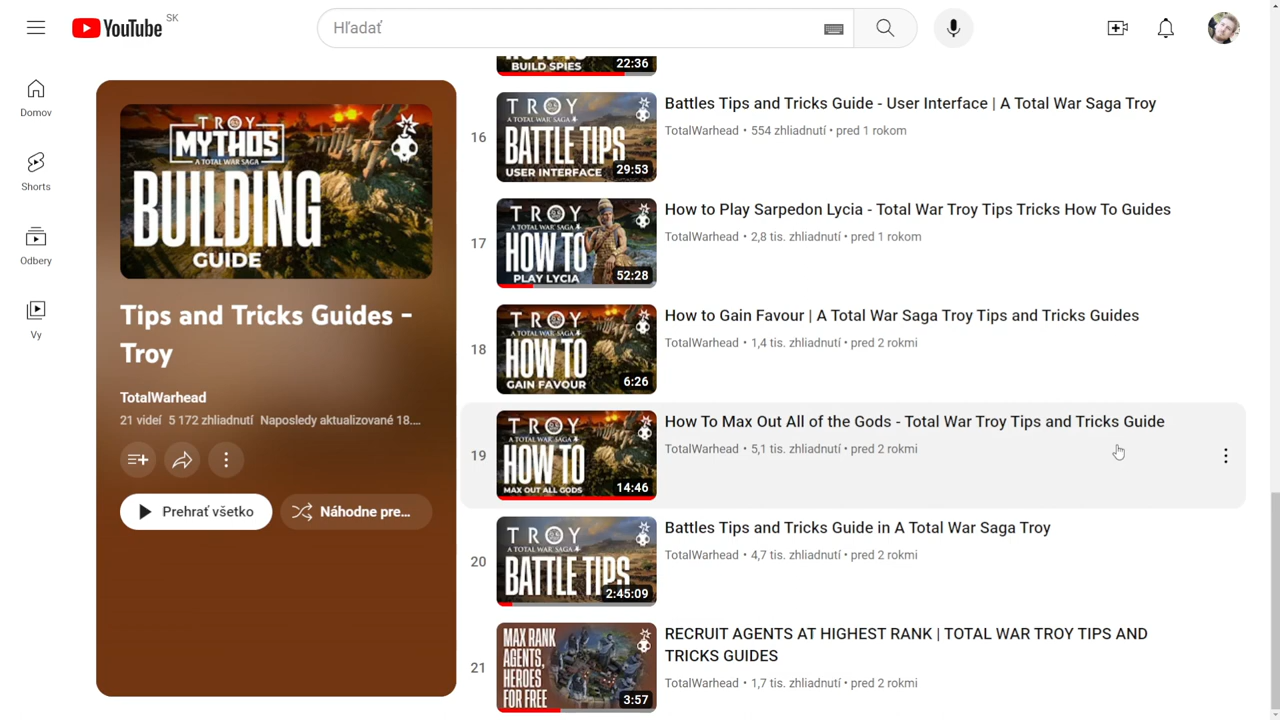 YouTube SK
Hľadať
Domov
Shorts
Odbery
Vy
TROY
MYTHOS
A TOTAL WAR SAGA
BUILDING
GUIDE
Tips and Tricks Guides -
Troy
TotalWarhead
21 videí 5 172 zhliadnutí Naposledy aktualizované 18....
Prehrať všetko
Náhodne pre...
BUILD SPIES
22:36
16
TROY
A TOTAL WAR SAGA
BATTLE TIPS
USER INTERFACE
29:53
Battles Tips and Tricks Guide - User Interface | A Total War Saga Troy
TotalWarhead • 554 zhliadnutí • pred 1 rokom
17
TROY
A TOTAL WAR SAGA
HOW TO
PLAY LYCIA
52:28
How to Play Sarpedon Lycia - Total War Troy Tips Tricks How To Guides
TotalWarhead • 2,8 tis. zhliadnutí • pred 1 rokom
18
TROY
A TOTAL WAR SAGA
HOW TO
GAIN FAVOUR
6:26
How to Gain Favour | A Total War Saga Troy Tips and Tricks Guides
TotalWarhead • 1,4 tis. zhliadnutí • pred 2 rokmi
19
TROY
A TOTAL WAR SAGA
HOW TO
MAX OUT ALL GODS
14:46
How To Max Out All of the Gods - Total War Troy Tips and Tricks Guide
TotalWarhead • 5,1 tis. zhliadnutí • pred 2 rokmi
20
TROY
A TOTAL WAR SAGA
BATTLE TIPS
2:45:09
Battles Tips and Tricks Guide in A Total War Saga Troy
TotalWarhead • 4,7 tis. zhliadnutí • pred 2 rokmi
21
MAX RANK
AGENTS,
HEROES
FOR FREE
3:57
RECRUIT AGENTS AT HIGHEST RANK | TOTAL WAR TROY TIPS AND
TRICKS GUIDES
TotalWarhead • 1,7 tis. zhliadnutí • pred 2 rokmi